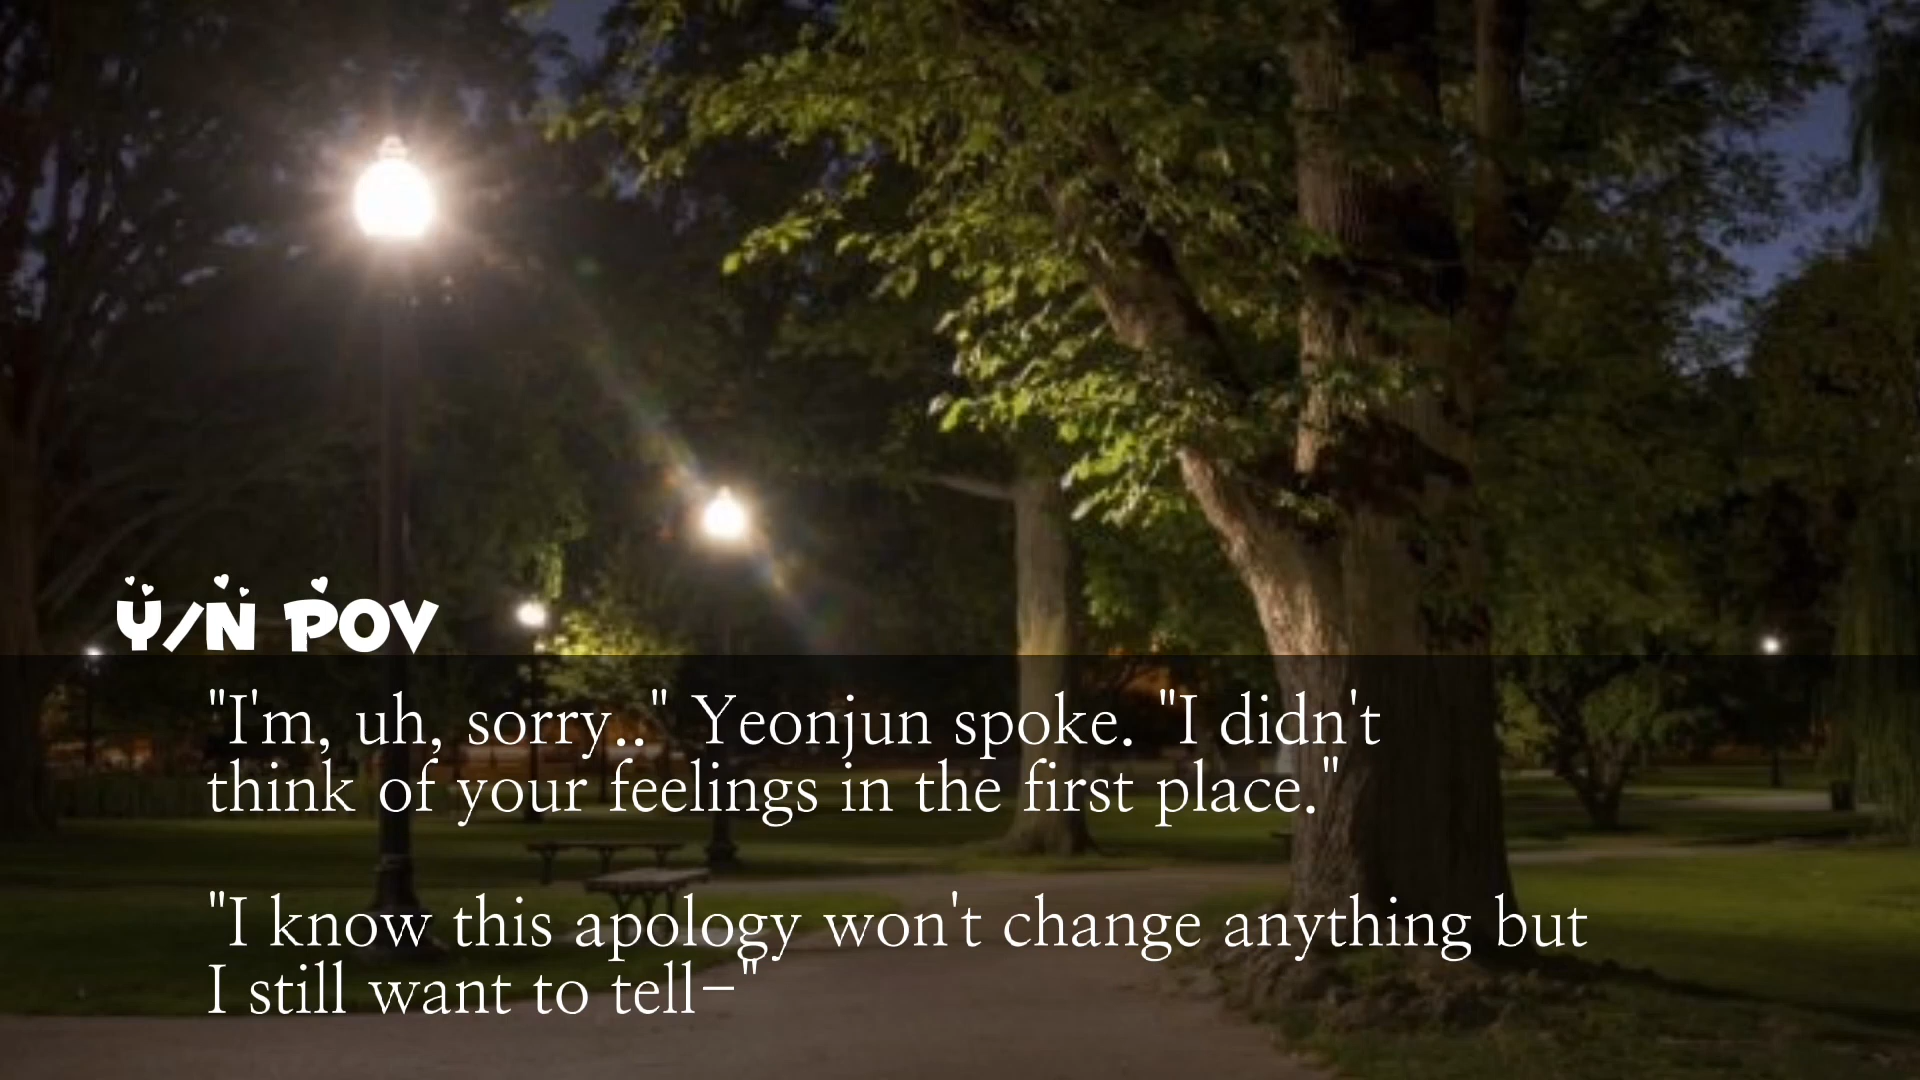 Y/N POV
"I'm, uh, sorry.." Yeonjun spoke. "I didn't
think of your feelings in the first place."
"I know this apology won't change anything but
I still want to tell—"